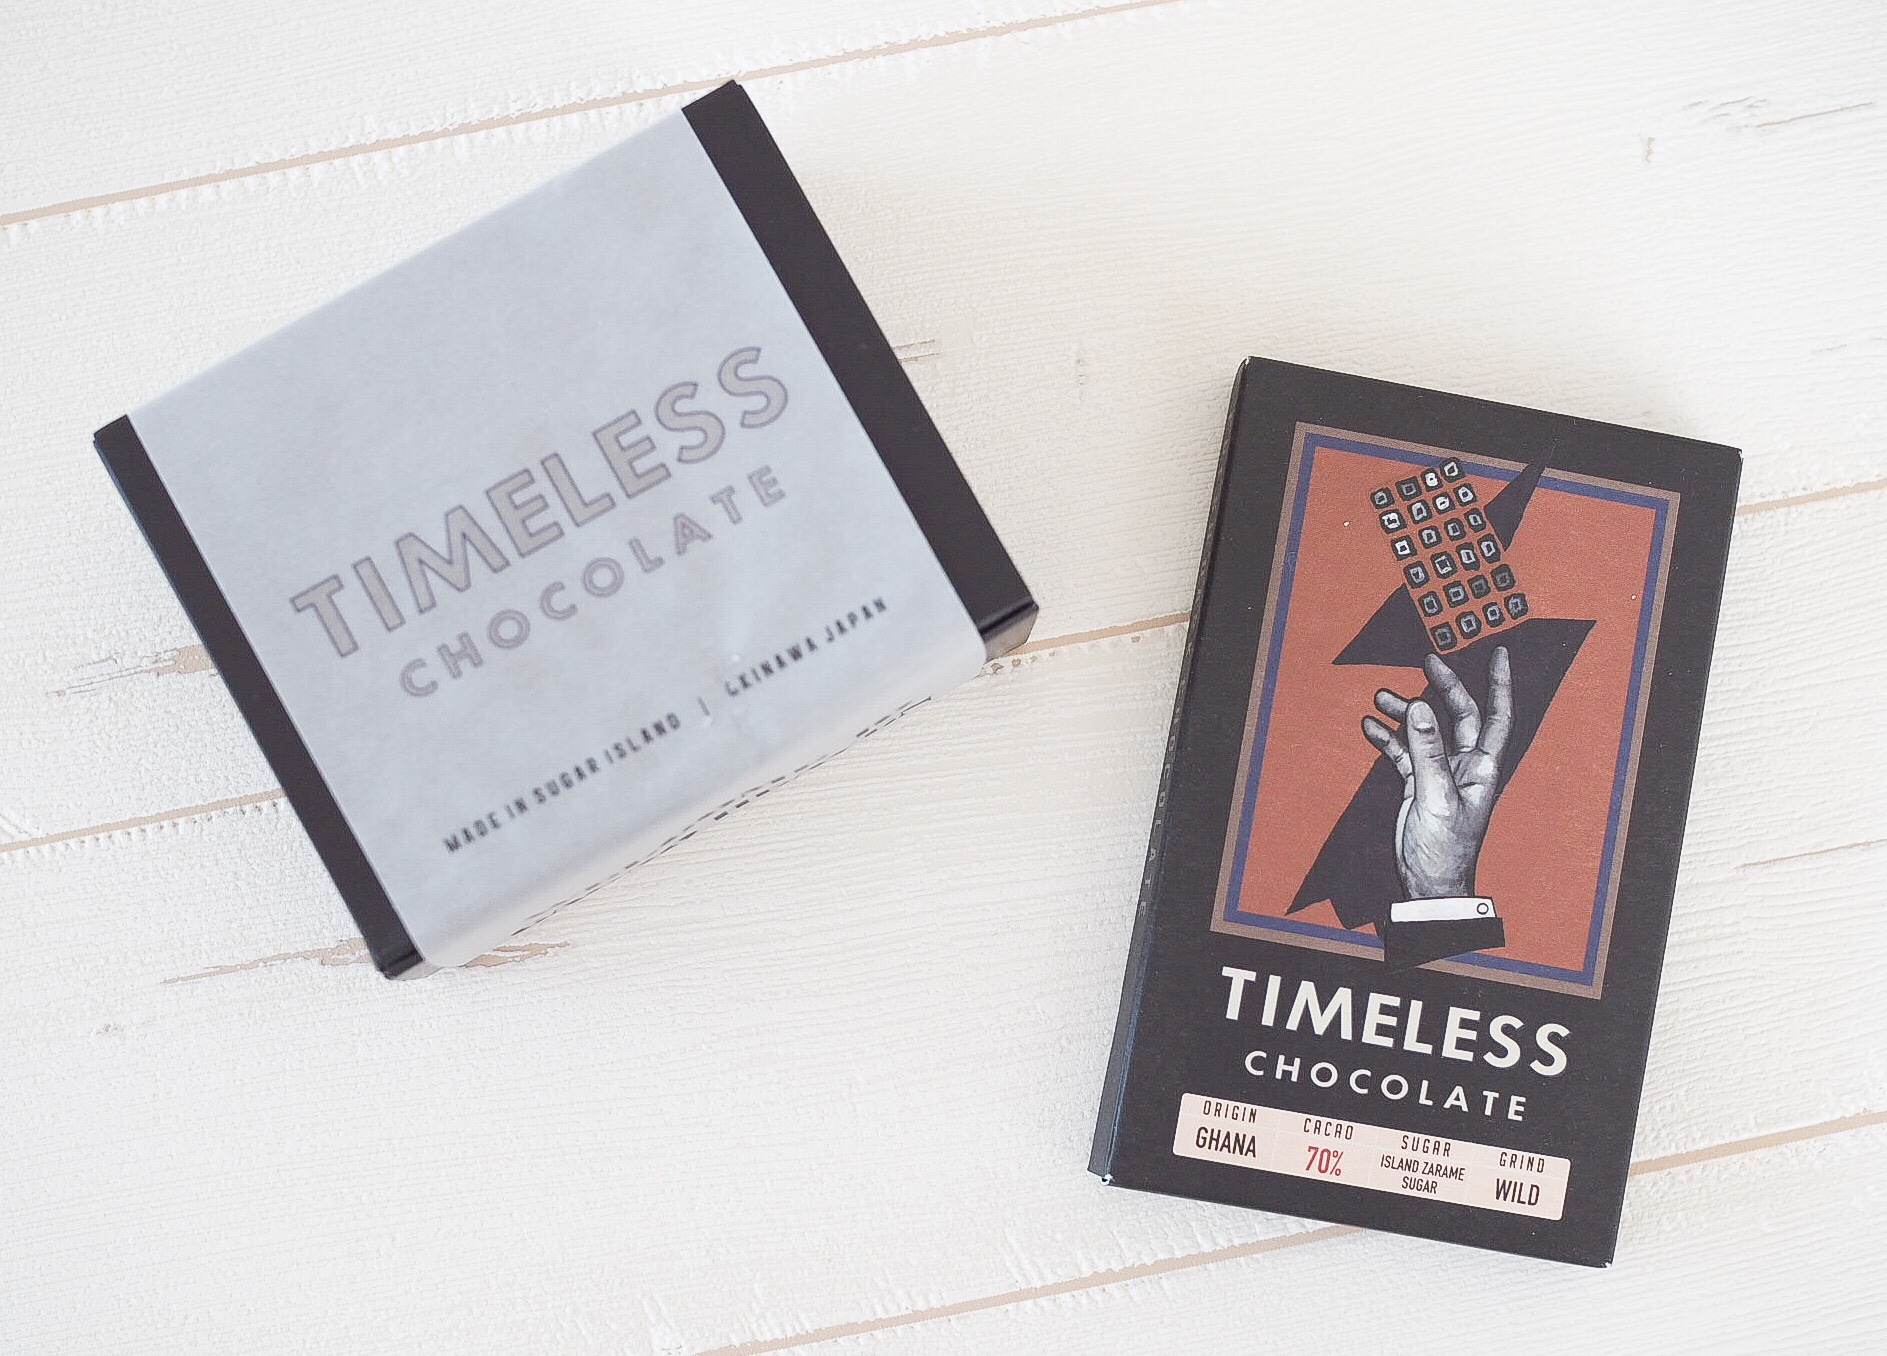 TIMELESS
CHOCOLATE
MADE IN SUGAR ISLAND | OKINAWA JAPAN
TIMELESS
CHOCOLATE
ORIGIN CACAO SUGAR GRIND
GHANA 70% ISLAND ZARAME SUGAR WILD